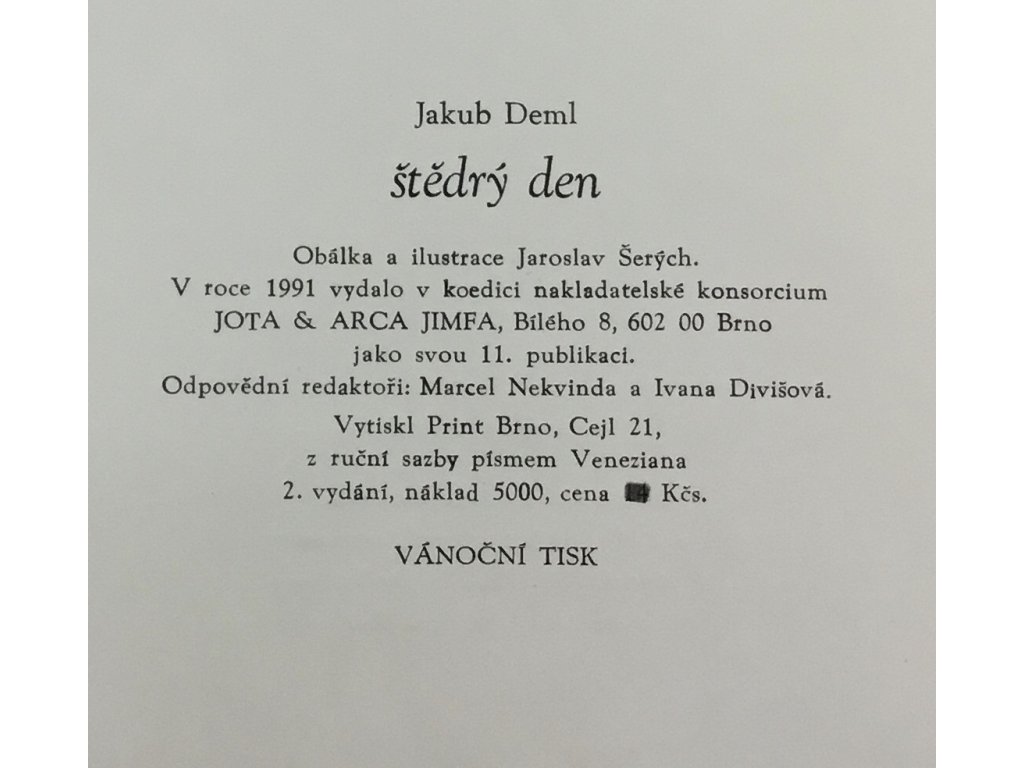 Jakub Deml
štědrý den
Obálka a ilustrace Jaroslav Šerých.
V roce 1991 vydalo v koedici nakladatelské konsorcium
JOTA & ARCA JIMFA, Bílého 8, 602 00 Brno
jako svou 11. publikaci.
Odpovědní redaktoři: Marcel Nekvinda a Ivana Divišová.
Vytiskl Print Brno, Cejl 21,
z ruční sazby písmem Veneziana
2. vydání, náklad 5000, cena Kčs.
VÁNOČNÍ TISK